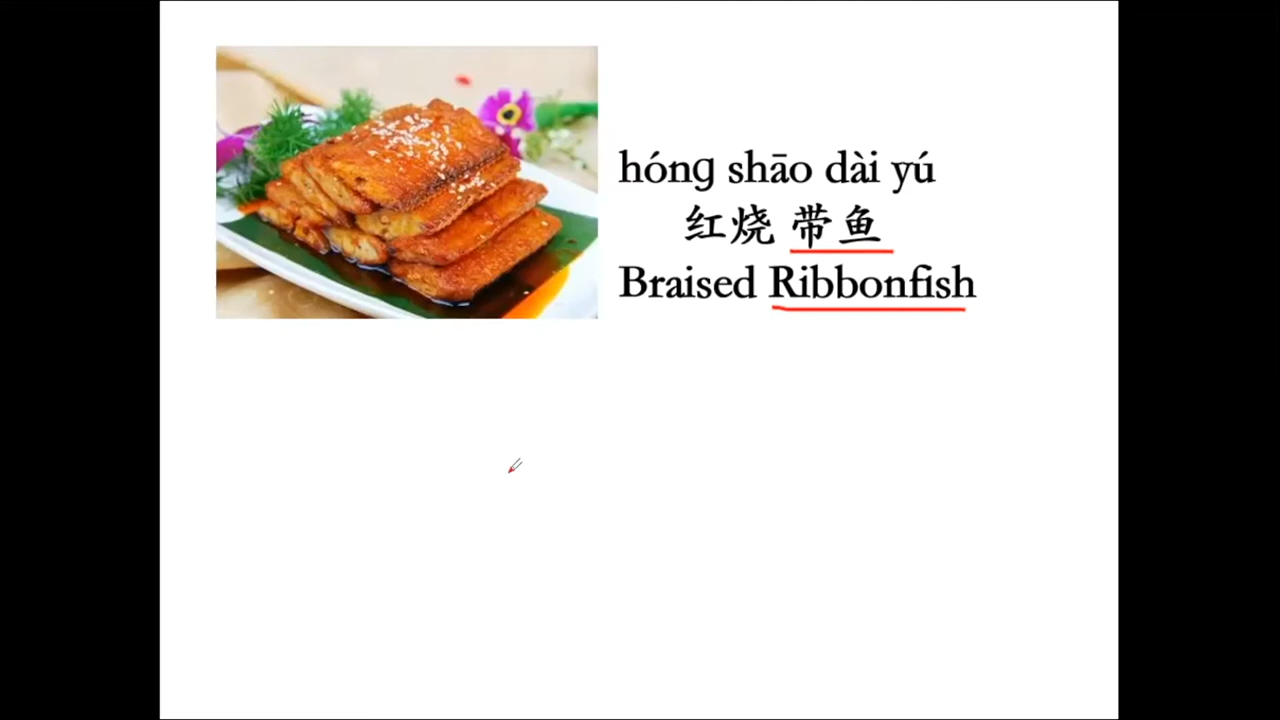 hóng shāo dài yú
红烧 带鱼
Braised Ribbonfish